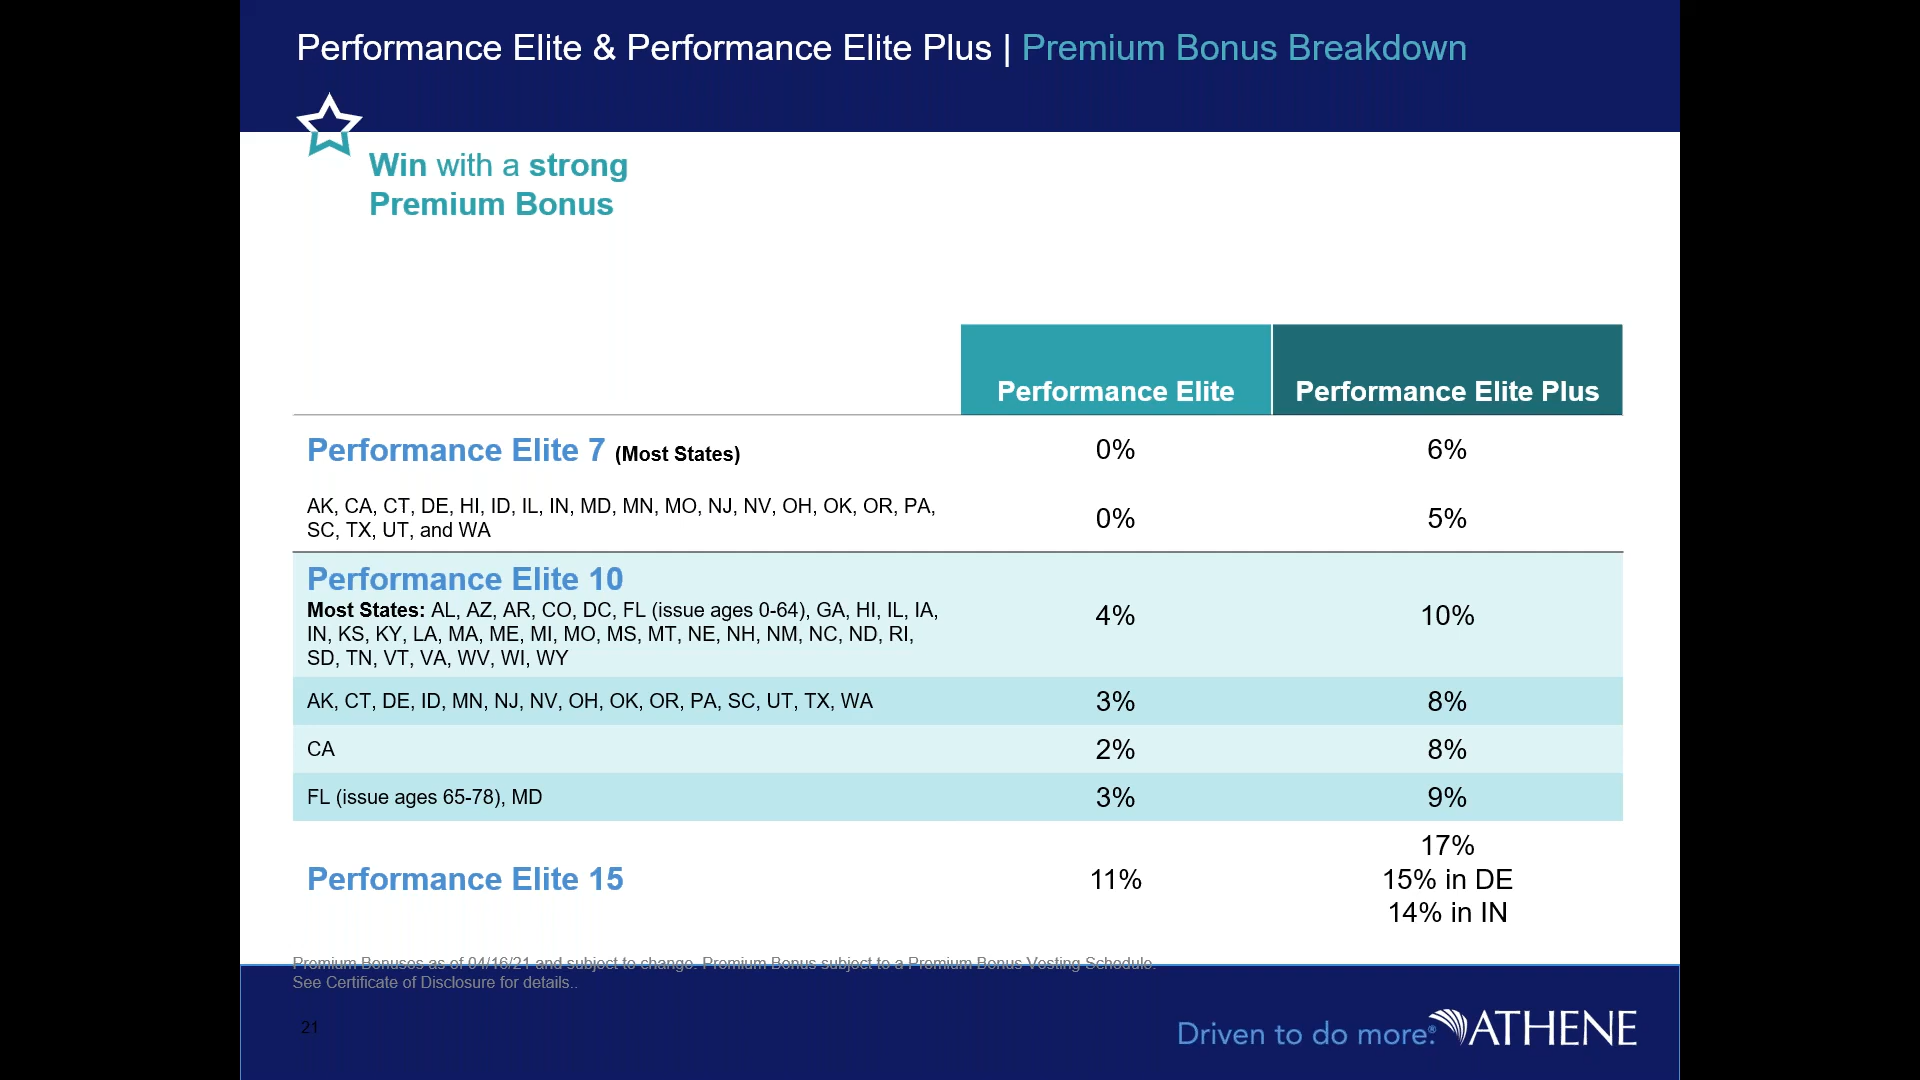 Performance Elite & Performance Elite Plus | Premium Bonus Breakdown
Win with a strong
Premium Bonus
Performance Elite Performance Elite Plus
Performance Elite 7 (Most States) 0% 6%
AK, CA, CT, DE, HI, ID, IL, IN, MD, MN, MO, NJ, NV, OH, OK, OR, PA,
SC, TX, UT, and WA 0% 5%
Performance Elite 10
Most States: AL, AZ, AR, CO, DC, FL (issue ages 0-64), GA, HI, IL, IA,
IN, KS, KY, LA, MA, ME, MI, MO, MS, MT, NE, NH, NM, NC, ND, RI,
SD, TN, VT, VA, WV, WI, WY 4% 10%
AK, CT, DE, ID, MN, NJ, NV, OH, OK, OR, PA, SC, UT, TX, WA 3% 8%
CA 2% 8%
FL (issue ages 65-78), MD 3% 9%
Performance Elite 15 11% 17%
15% in DE
14% in IN
Premium Bonuses as of 04/16/21 and subject to change. Premium Bonus subject to a Premium Bonus Vesting Schedule.
See Certificate of Disclosure for details..
21
Driven to do more.® ATHENE